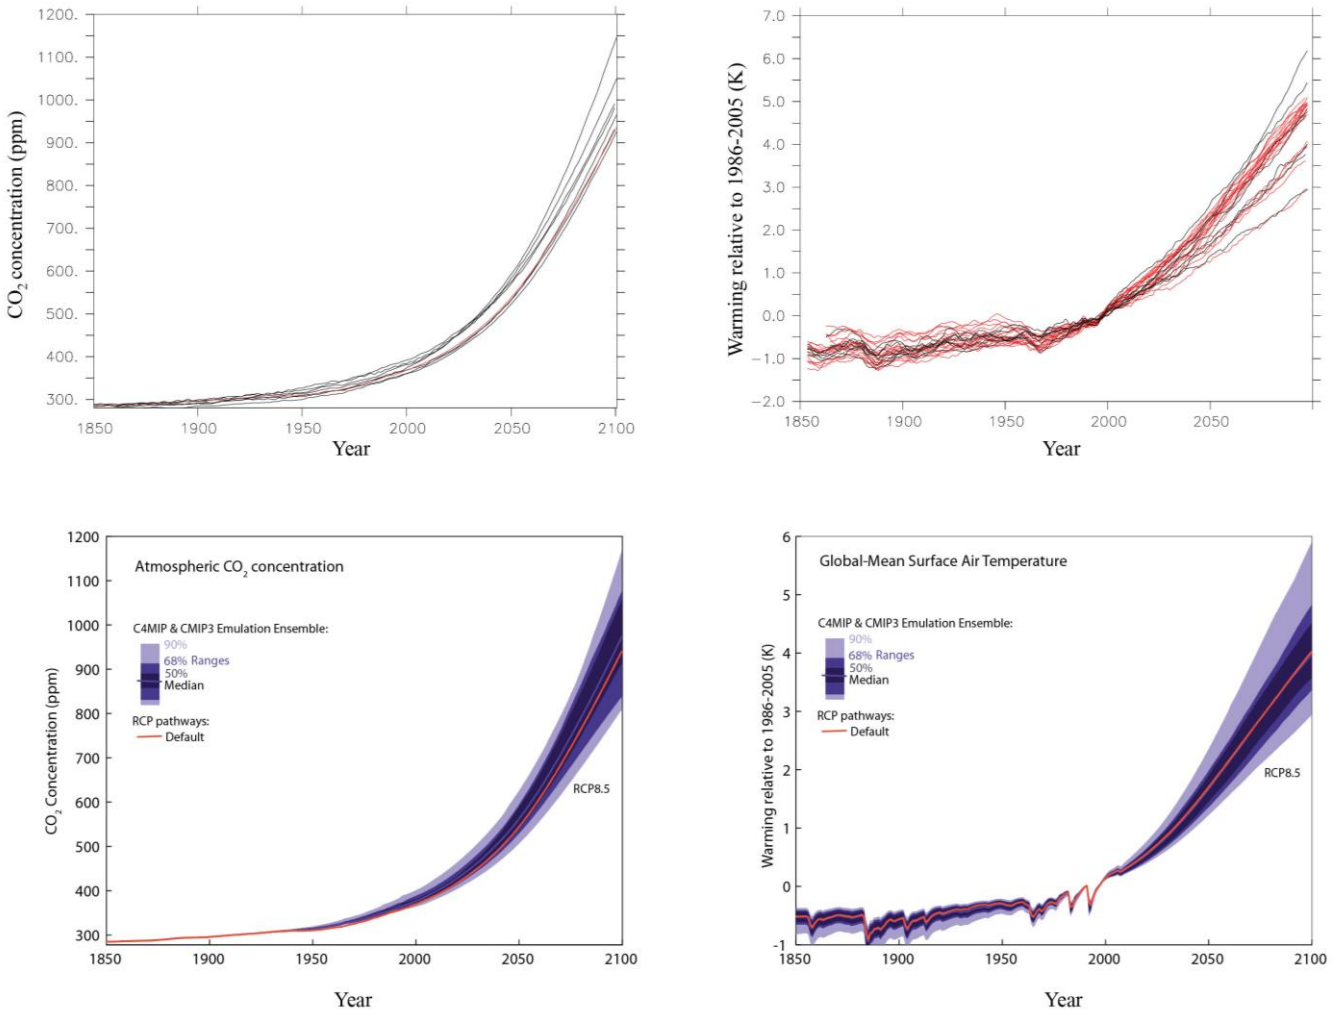 1200.
1100.
1000.
900.
800.
700.
600.
500.
400.
300.
CO2 concentration (ppm)
1850 1900 1950 2000 2050 2100
Year
7.0
6.0
5.0
4.0
3.0
2.0
1.0
0.0
−1.0
−2.0
Warming relative to 1986-2005 (K)
1850 1900 1950 2000 2050
Year
1200
1100
1000
900
800
700
600
500
400
300
CO2 Concentration (ppm)
Atmospheric CO2 concentration
C4MIP & CMIP3 Emulation Ensemble:
90%
68% Ranges
50%
Median
RCP pathways:
Default
RCP8.5
1850 1900 1950 2000 2050 2100
Year
6
5
4
3
2
1
0
-1
Warming relative to 1986-2005 (K)
Global-Mean Surface Air Temperature
C4MIP & CMIP3 Emulation Ensemble:
90%
68% Ranges
50%
Median
RCP pathways:
Default
RCP8.5
1850 1900 1950 2000 2050 2100
Year